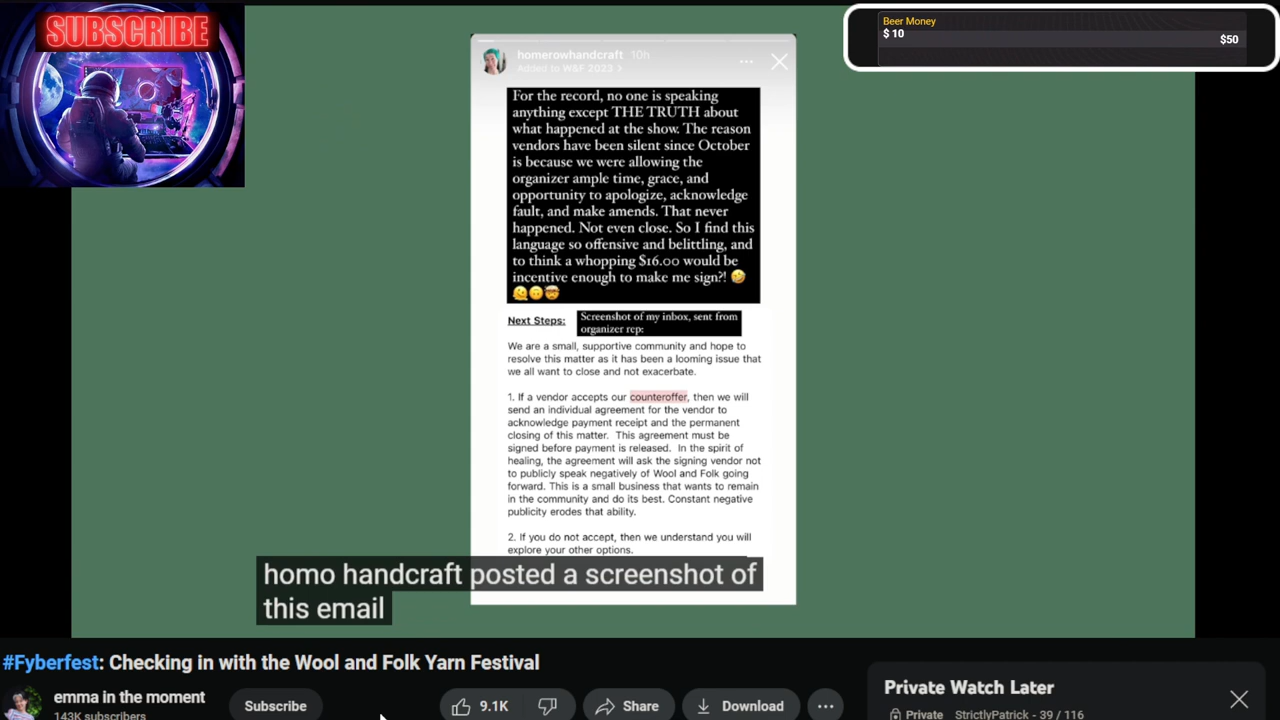 SUBSCRIBE
Beer Money
$ 10
$50
homerowhandcraft 10h
Added to W&F 2023 >
For the record, no one is speaking
anything except THE TRUTH about
what happened at the show. The reason
vendors have been silent since October
is because we were allowing the
organizer ample time, grace, and
opportunity to apologize, acknowledge
fault, and make amends. That never
happened. Not even close. So I find this
language so offensive and belittling, and
to think a whopping $16.00 would be
incentive enough to make me sign?! 🤣
🫠🙃🤯
Next Steps:
Screenshot of my inbox, sent from
organizer rep:
We are a small, supportive community and hope to
resolve this matter as it has been a looming issue that
we all want to close and not exacerbate.
1. If a vendor accepts our counteroffer, then we will
send an individual agreement for the vendor to
acknowledge payment receipt and the permanent
closing of this matter. This agreement must be
signed before payment is released. In the spirit of
healing, the agreement will ask the signing vendor not
to publicly speak negatively of Wool and Folk going
forward. This is a small business that wants to remain
in the community and do its best. Constant negative
publicity erodes that ability.
2. If you do not accept, then we understand you will
explore your other options.
homo handcraft posted a screenshot of
this email
#Fyberfest: Checking in with the Wool and Folk Yarn Festival
emma in the moment
143K subscribers
Subscribe
9.1K
Share
Download
Private Watch Later
Private StrictlyPatrick - 39 / 116